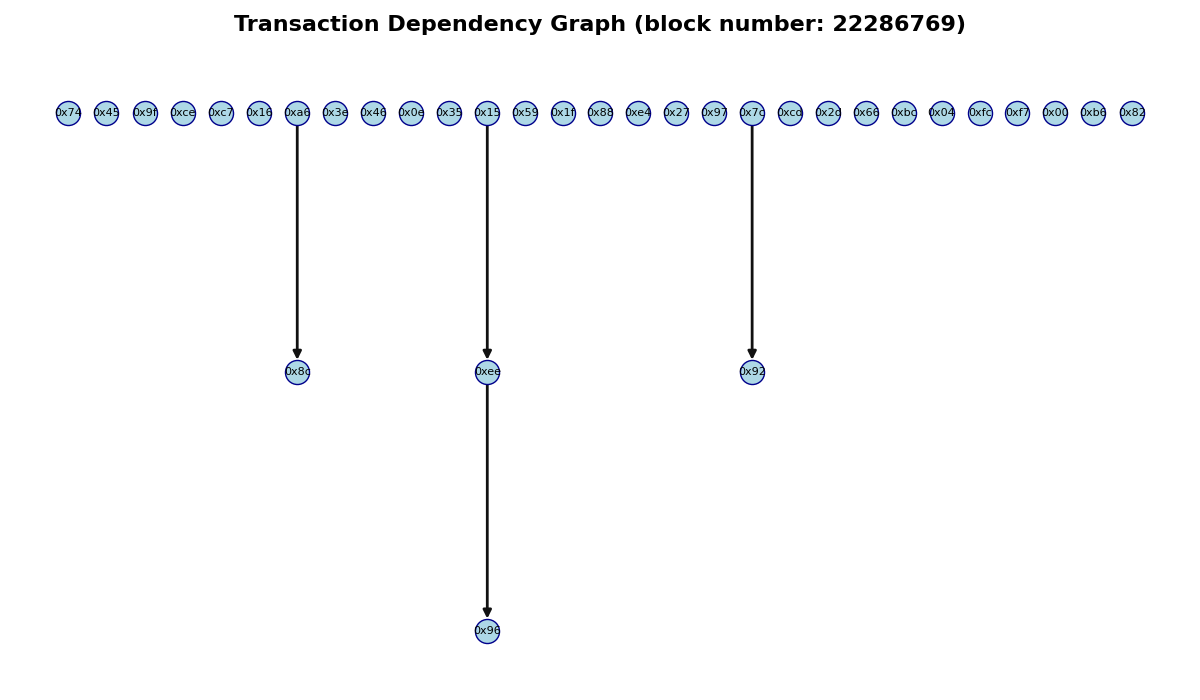 Transaction Dependency Graph (block number: 22286769)
0x74 0x45 0x9f 0xce 0xc7 0x16 0xa6 0x3e 0x46 0x0e 0x35 0x15 0x59 0x1f 0x88 0xe4 0x27 0x97 0x7c 0xcd 0x2d 0x66 0xbc 0x04 0xfc 0xf7 0x00 0xb6 0x82
0x8c 0xee 0x92
0x96